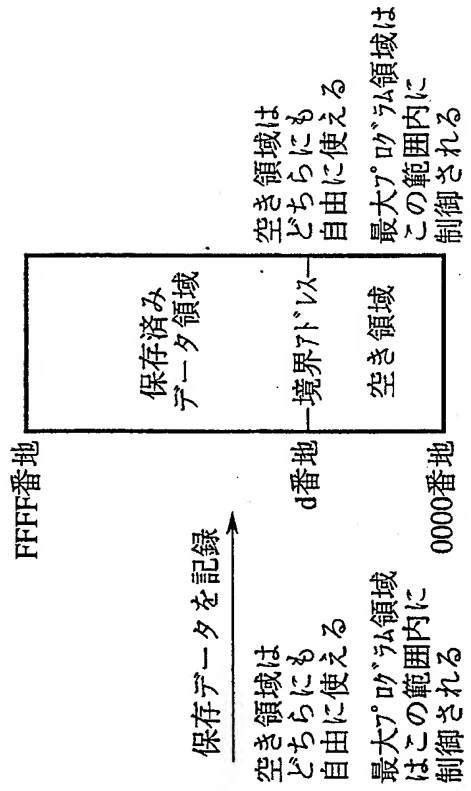 保存データを記録
空き領域は
どちらにも
自由に使える
最大プログラム領域
はこの範囲内に
制御される
FFFF番地
d番地
0000番地
保存済み
データ領域
境界アドレス
空き領域
空き領域は
どちらにも
自由に使える
最大プログラム領域は
この範囲内に
制御される